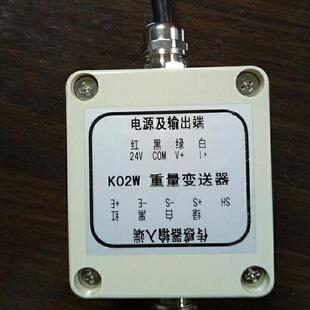 电源及输出端
红 黑 绿 白
24V COM V+ I+
K02W 重量变送器
传感器输入端
绿 白 黑 红
SH S+ S- E- E+